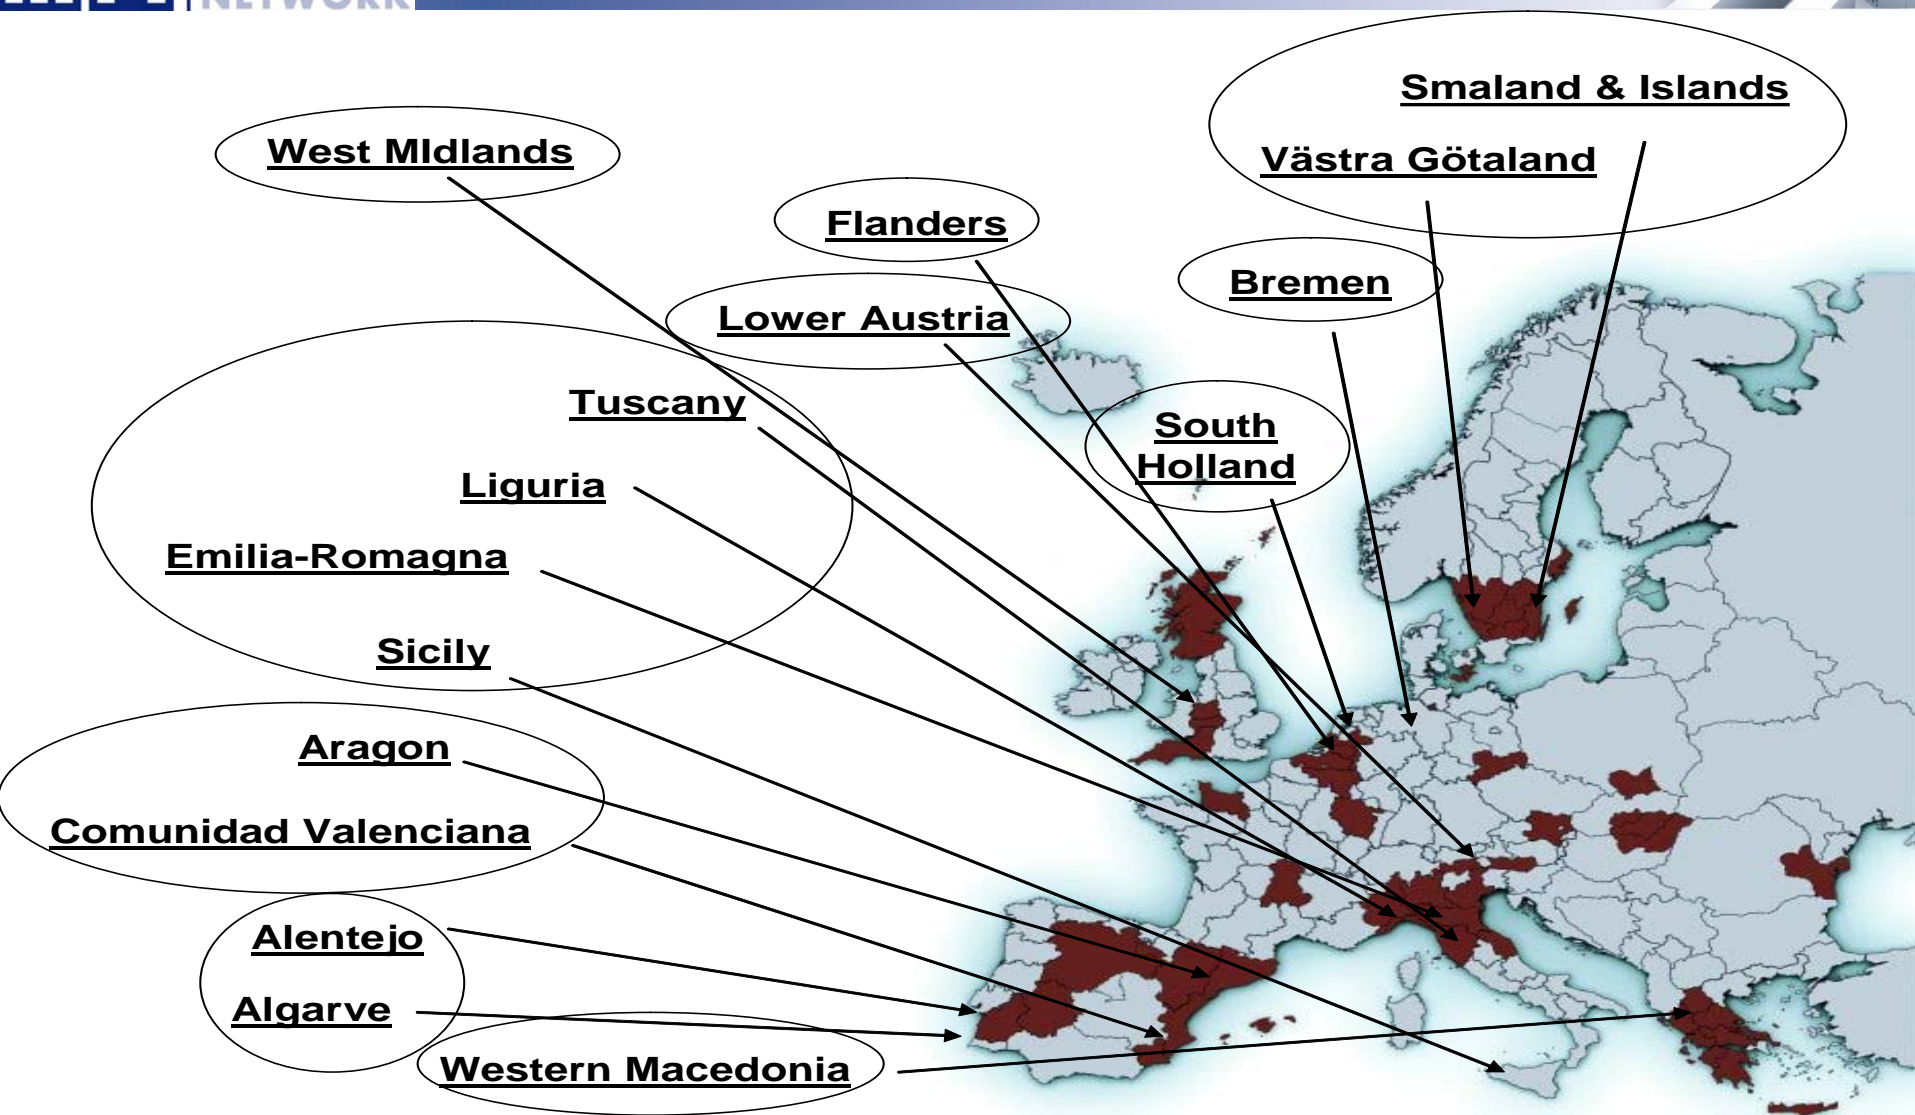 NETWORK
Smaland & Islands
West MIdlands
Västra Götaland
Flanders
Bremen
Lower Austria
Tuscany
South
Holland
Liguria
Emilia-Romagna
Sicily
Aragon
Comunidad Valenciana
Alentejo
Algarve
Western Macedonia